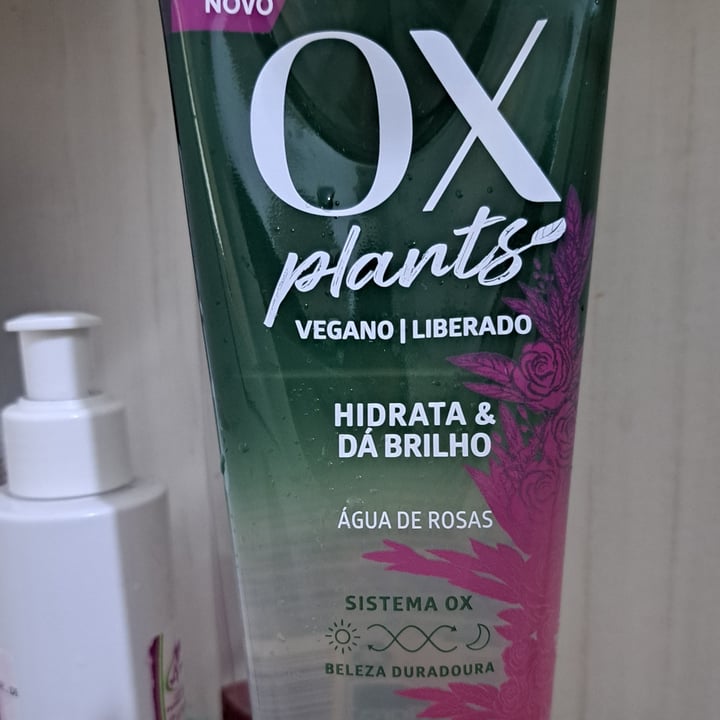 NOVO
OX
plants
VEGANO | LIBERADO
HIDRATA &
DÁ BRILHO
ÁGUA DE ROSAS
SISTEMA OX
BELEZA DURADOURA